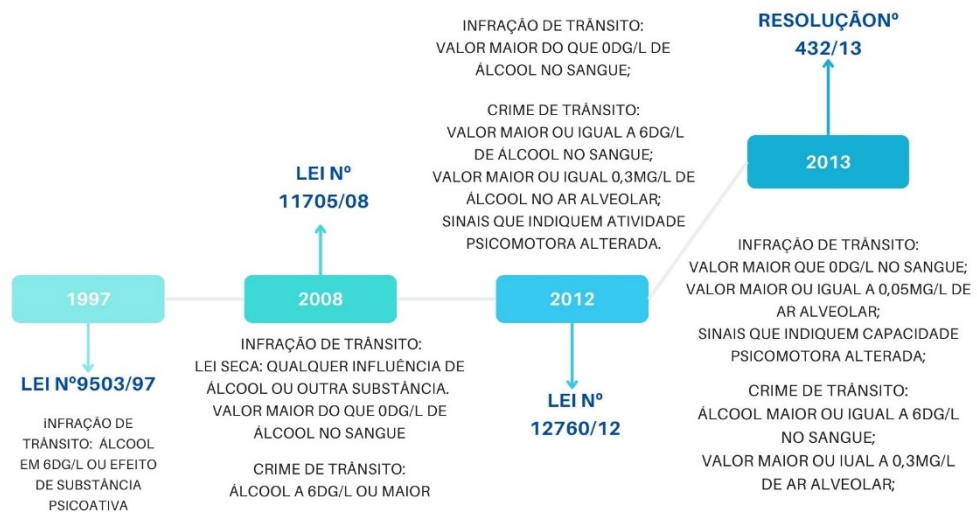 1997
LEI Nº9503/97
INFRAÇÃO DE
TRÂNSITO: ÁLCOOL
EM 6DG/L OU EFEITO
DE SUBSTÂNCIA
PSICOATIVA
LEI Nº
11705/08
2008
INFRAÇÃO DE TRÂNSITO:
LEI SECA: QUALQUER INFLUÊNCIA DE
ÁLCOOL OU OUTRA SUBSTÂNCIA.
VALOR MAIOR DO QUE 0DG/L DE
ÁLCOOL NO SANGUE
CRIME DE TRÂNSITO:
ÁLCOOL A 6DG/L OU MAIOR
INFRAÇÃO DE TRÂNSITO:
VALOR MAIOR DO QUE 0DG/L DE
ÁLCOOL NO SANGUE;
CRIME DE TRÂNSITO:
VALOR MAIOR OU IGUAL A 6DG/L
DE ÁLCOOL NO SANGUE;
VALOR MAIOR OU IGUAL 0,3MG/L DE
ÁLCOOL NO AR ALVEOLAR;
SINAIS QUE INDIQUEM ATIVIDADE
PSICOMOTORA ALTERADA.
2012
LEI Nº
12760/12
RESOLUÇÃONº
432/13
2013
INFRAÇÃO DE TRÂNSITO:
VALOR MAIOR QUE 0DG/L NO SANGUE;
VALOR MAIOR OU IGUAL A 0,05MG/L DE
AR ALVEOLAR;
SINAIS QUE INDIQUEM CAPACIDADE
PSICOMOTORA ALTERADA;
CRIME DE TRÂNSITO:
ÁLCOOL MAIOR OU IGUAL A 6DG/L
NO SANGUE;
VALOR MAIOR OU IUAL A 0,3MG/L
DE AR ALVEOLAR;